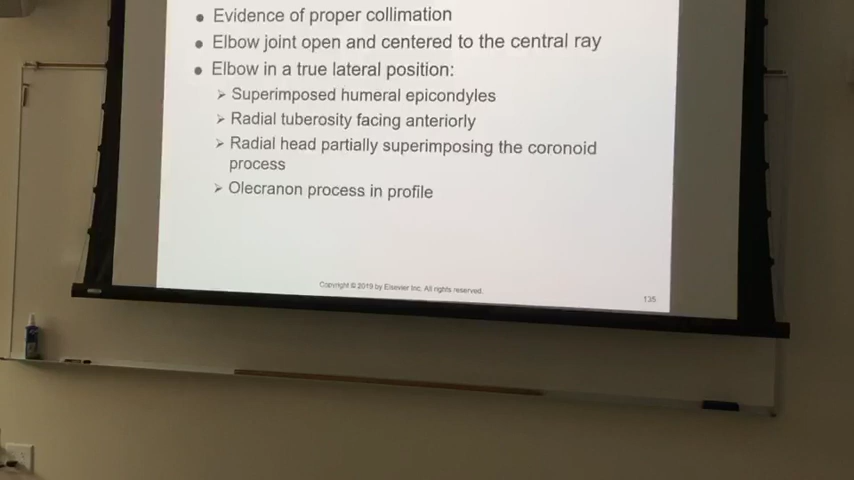 • Evidence of proper collimation
• Elbow joint open and centered to the central ray
• Elbow in a true lateral position:
➢ Superimposed humeral epicondyles
➢ Radial tuberosity facing anteriorly
➢ Radial head partially superimposing the coronoid
process
➢ Olecranon process in profile
Copyright © 2019 by Elsevier Inc. All rights reserved.
135